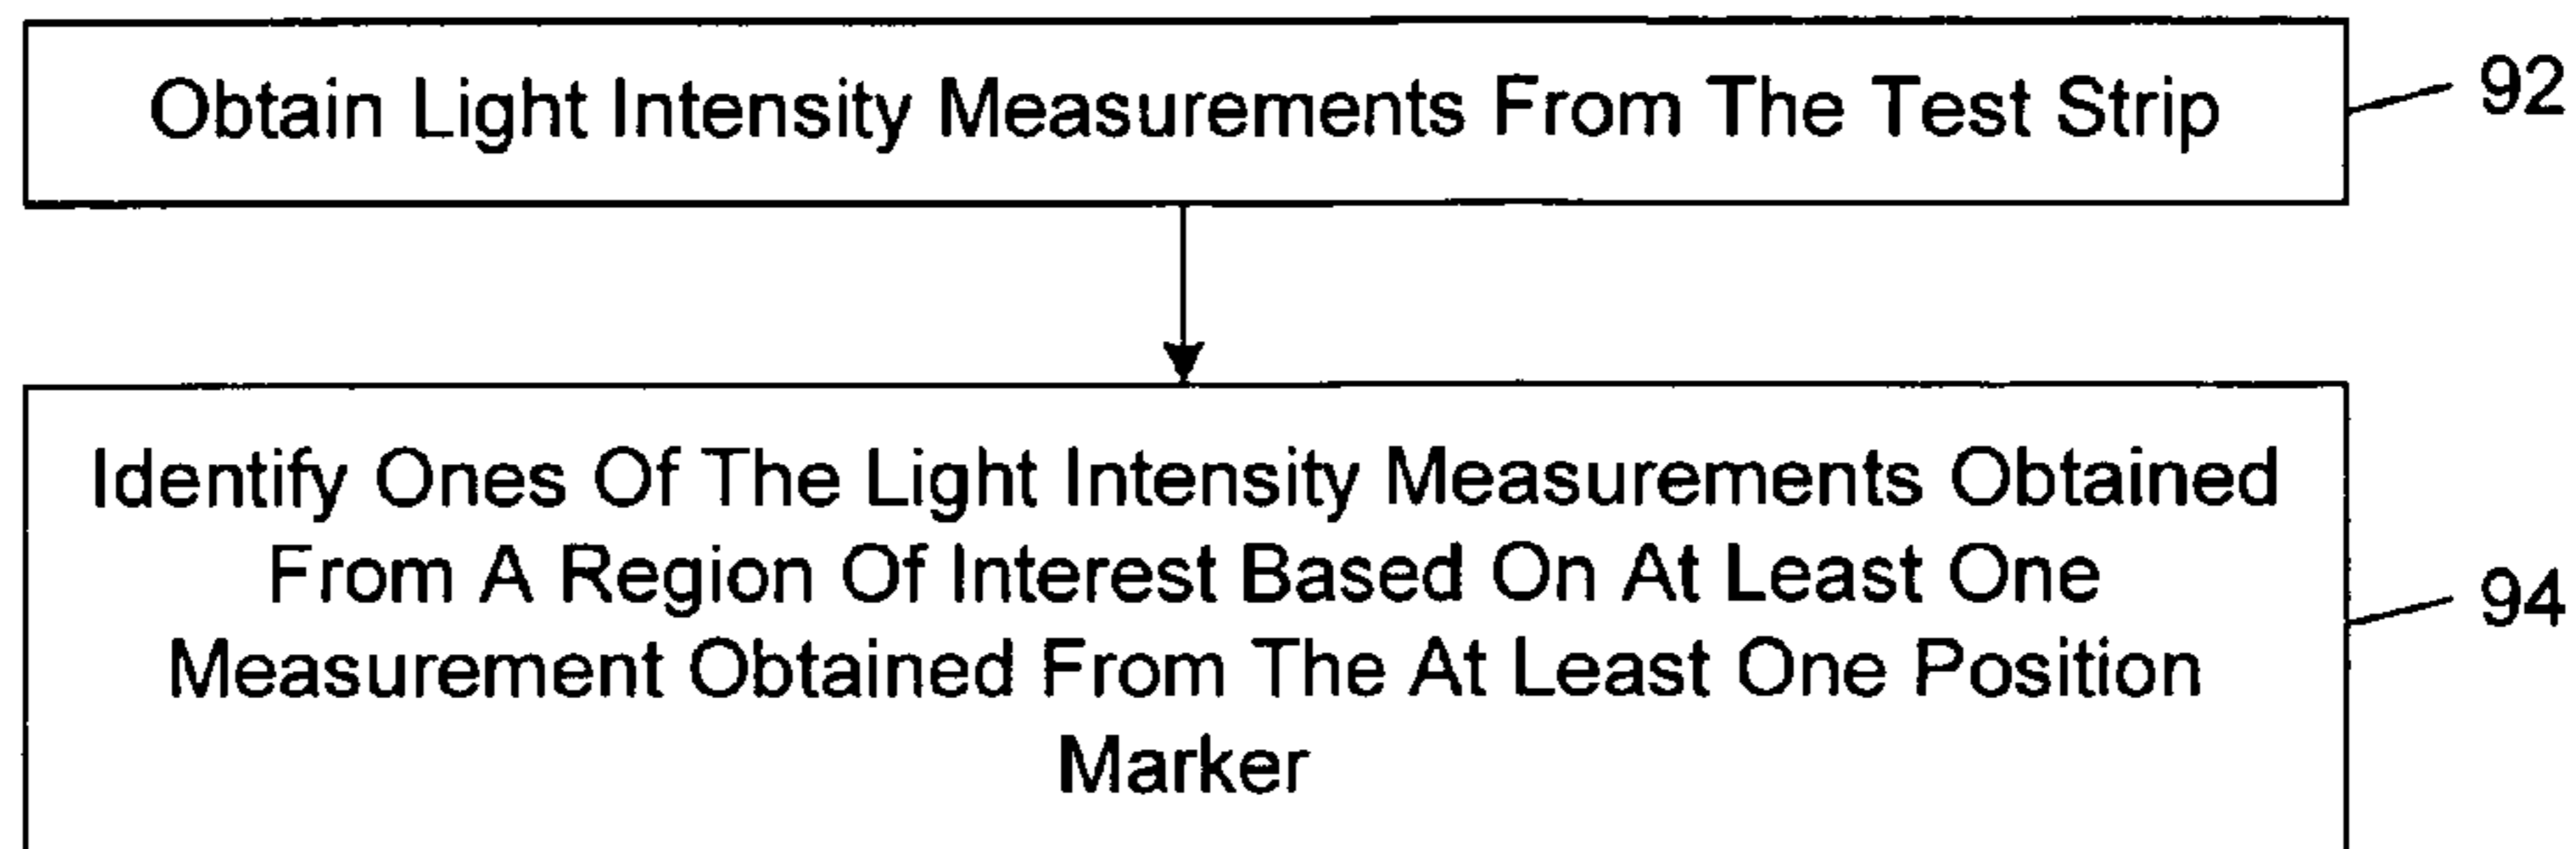 Obtain Light Intensity Measurements From The Test Strip
92
Identify Ones Of The Light Intensity Measurements Obtained
From A Region Of Interest Based On At Least One
Measurement Obtained From The At Least One Position
Marker
94